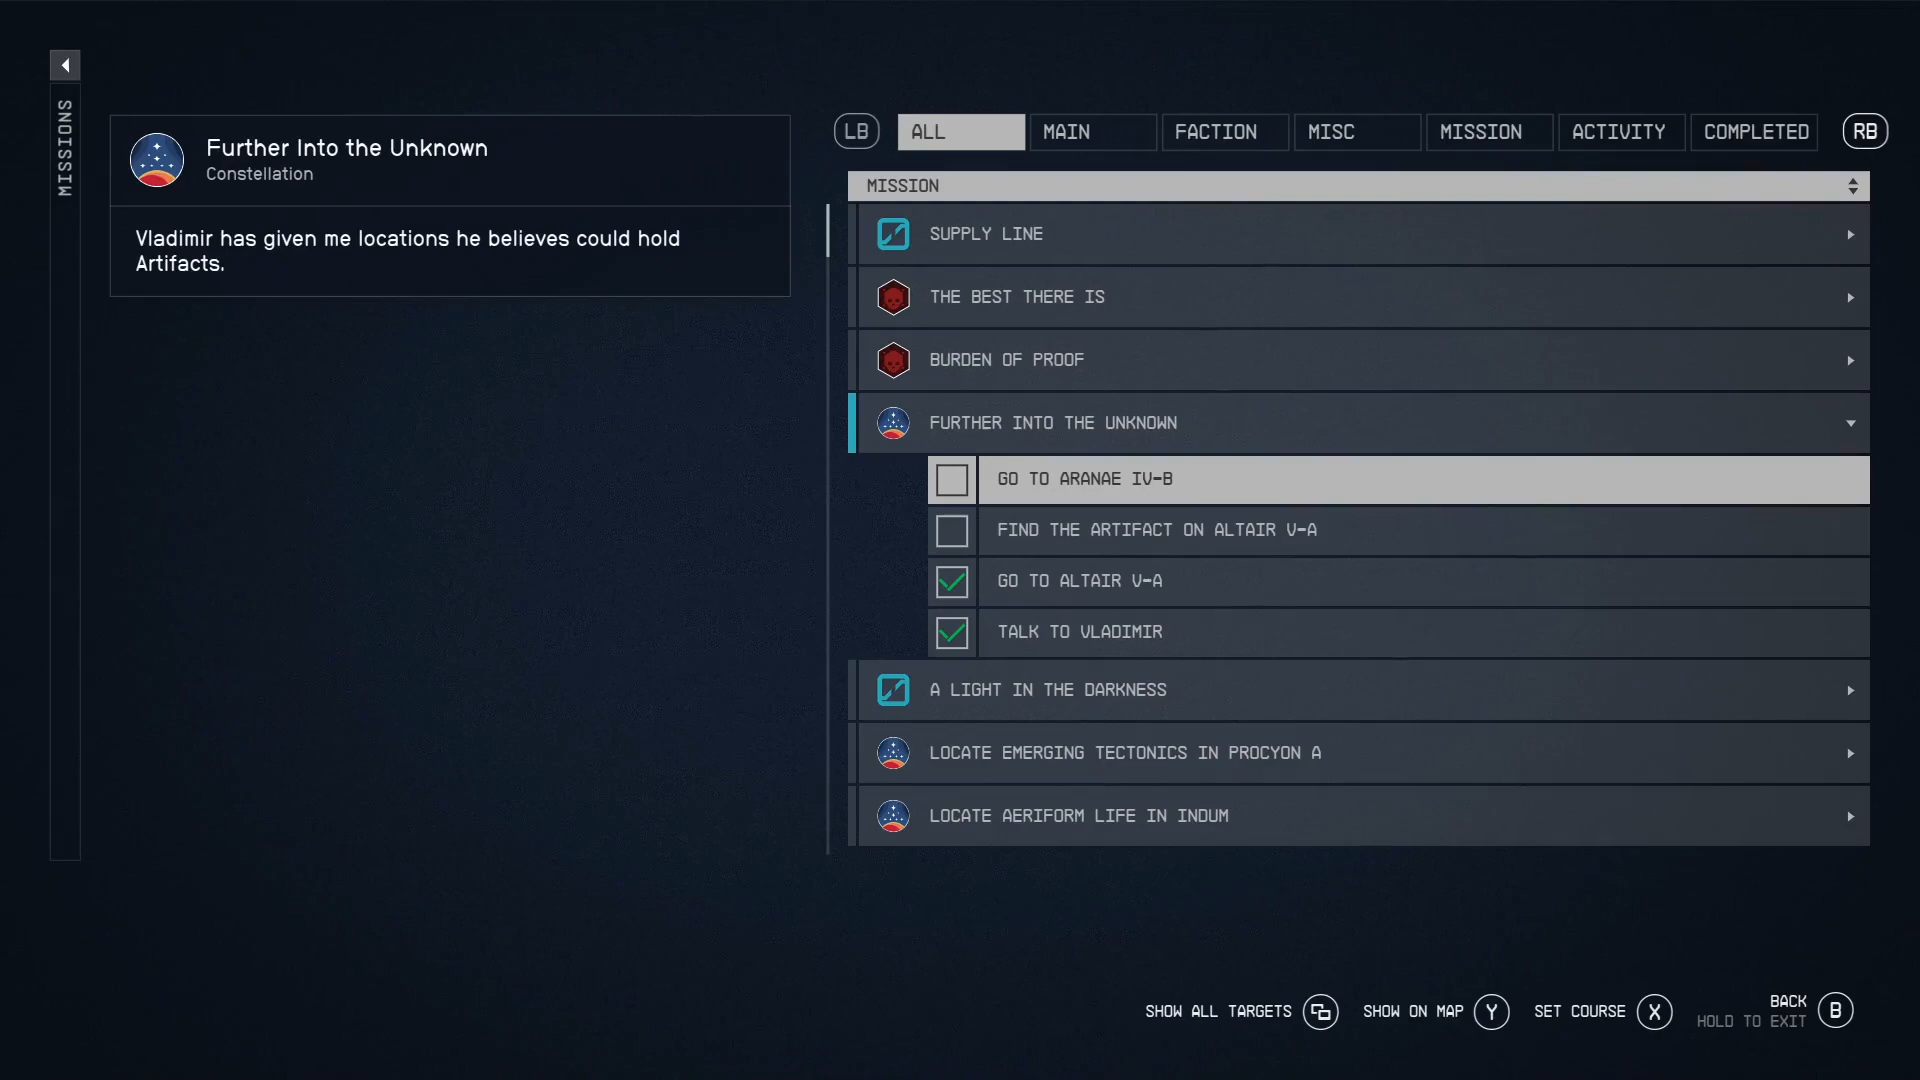 MISSIONS
Further Into the Unknown
Constellation
Vladimir has given me locations he believes could hold
Artifacts.
LB
ALL
MAIN
FACTION
MISC
MISSION
ACTIVITY
COMPLETED
RB
MISSION
SUPPLY LINE
THE BEST THERE IS
BURDEN OF PROOF
FURTHER INTO THE UNKNOWN
GO TO ARANAE IV-B
FIND THE ARTIFACT ON ALTAIR V-A
GO TO ALTAIR V-A
TALK TO VLADIMIR
A LIGHT IN THE DARKNESS
LOCATE EMERGING TECTONICS IN PROCYON A
LOCATE AERIFORM LIFE IN INDUM
SHOW ALL TARGETS
SHOW ON MAP Y
SET COURSE X
BACK B
HOLD TO EXIT